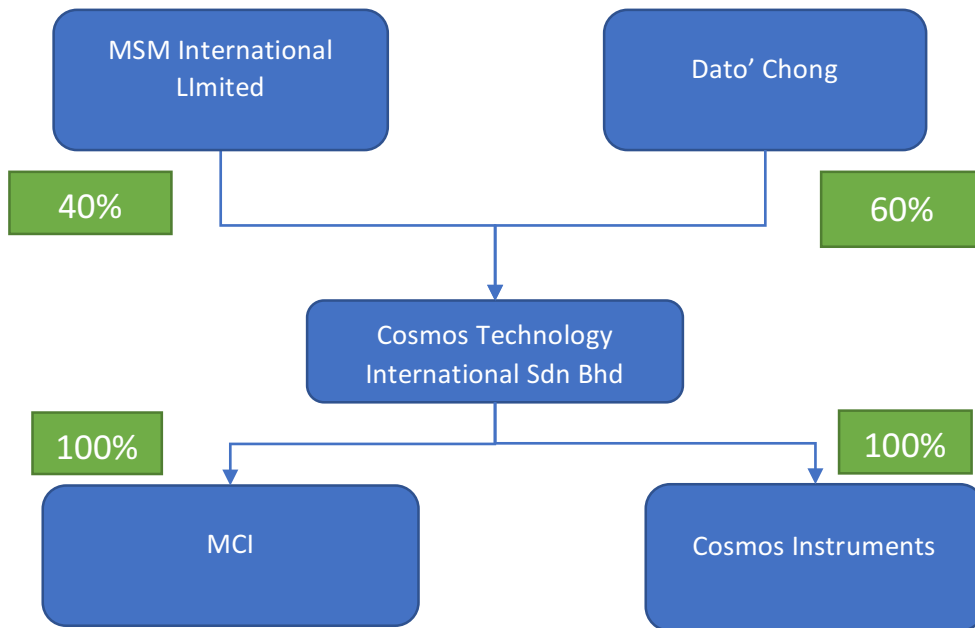 MSM International
LImited
Dato’ Chong
40%
60%
Cosmos Technology
International Sdn Bhd
100%
100%
MCI
Cosmos Instruments